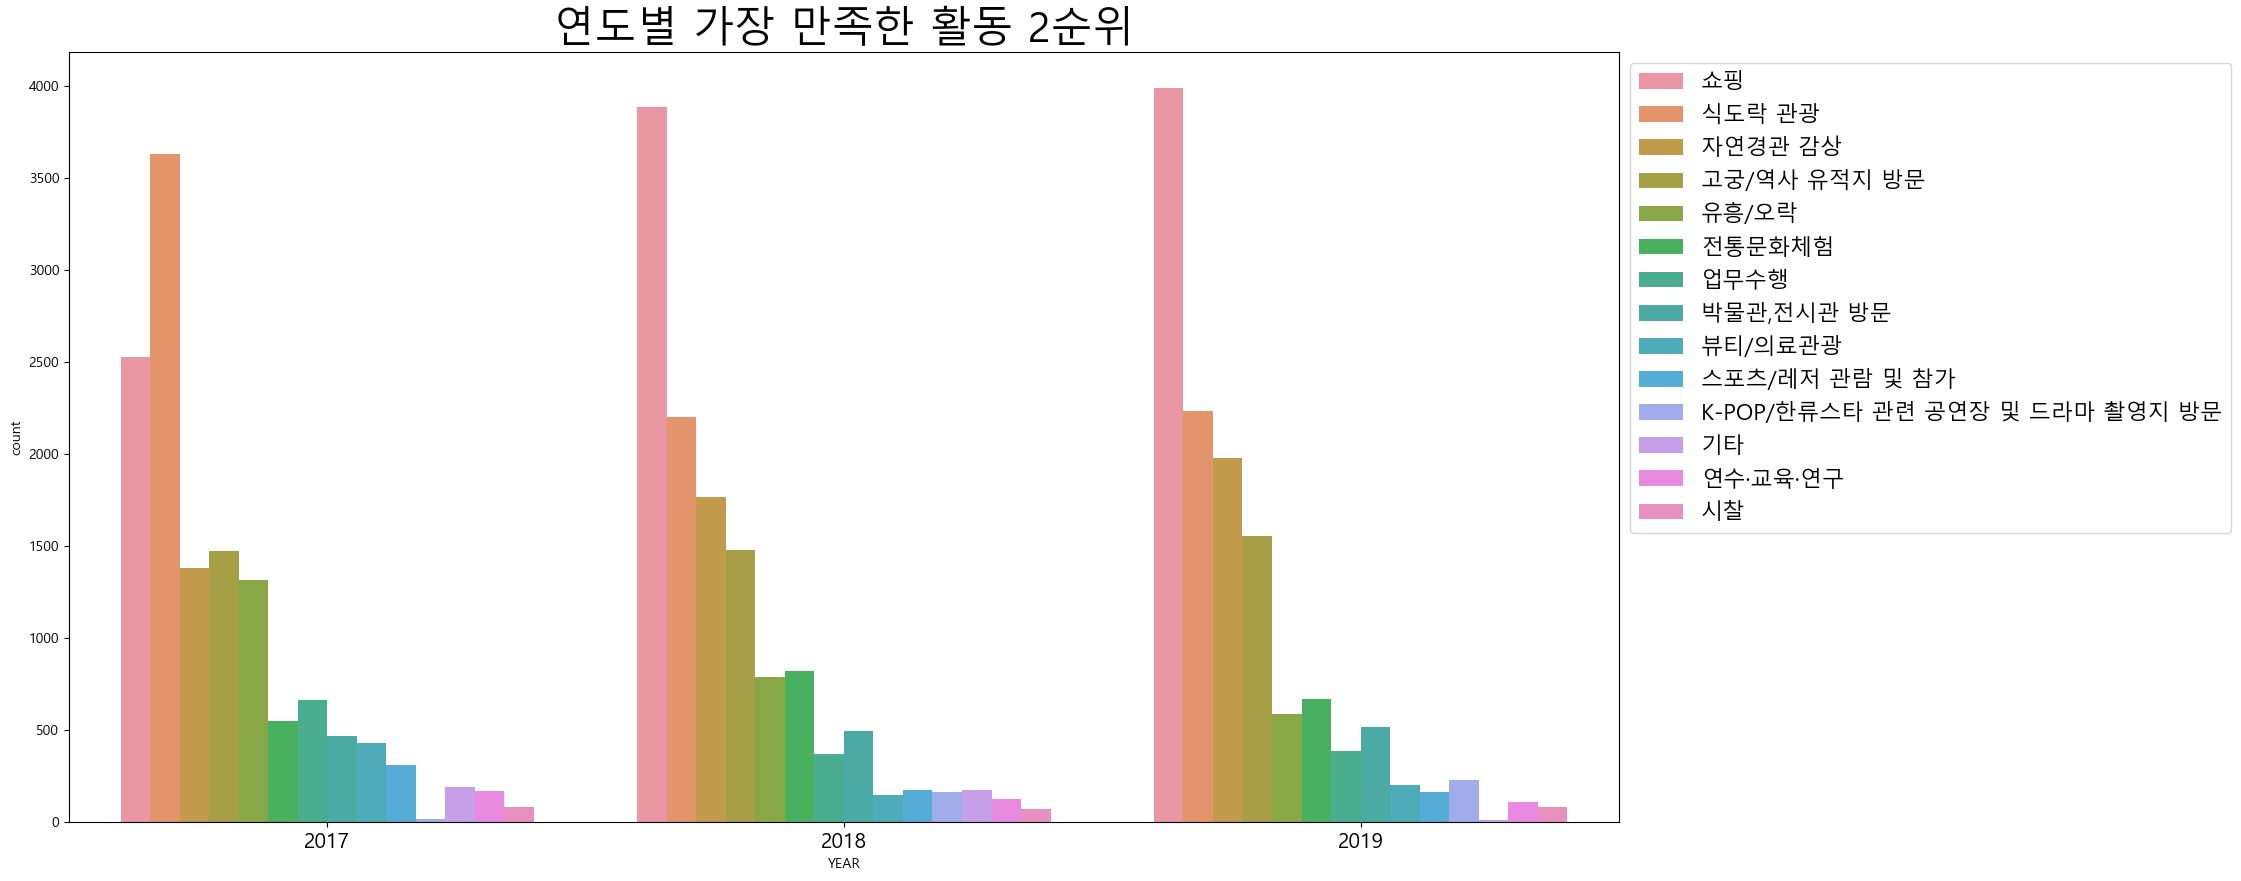 연도별 가장 만족한 활동 2순위
4000
3500
3000
2500
2000
1500
1000
500
0
count
2017
2018
2019
YEAR
쇼핑
식도락 관광
자연경관 감상
고궁/역사 유적지 방문
유흥/오락
전통문화체험
업무수행
박물관,전시관 방문
뷰티/의료관광
스포츠/레저 관람 및 참가
K-POP/한류스타 관련 공연장 및 드라마 촬영지 방문
기타
연수·교육·연구
시찰